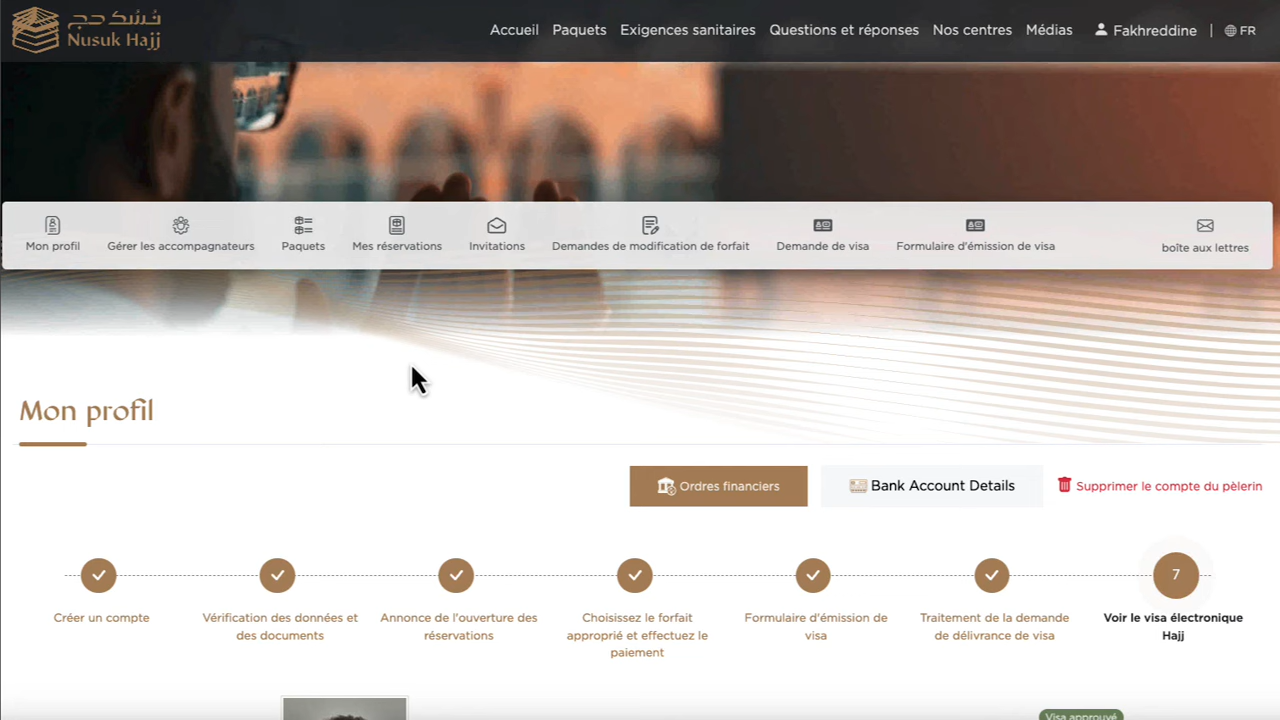 نُسُك حج
Nusuk Hajj
Accueil Paquets Exigences sanitaires Questions et réponses Nos centres Médias Fakhreddine | FR
Mon profil Gérer les accompagnateurs Paquets Mes réservations Invitations Demandes de modification de forfait Demande de visa Formulaire d'émission de visa boîte aux lettres
Mon profil
Ordres financiers Bank Account Details Supprimer le compte du pèlerin
7
Créer un compte
Vérification des données et
des documents
Annonce de l'ouverture des
réservations
Choisissez le forfait
approprié et effectuez le
paiement
Formulaire d'émission de
visa
Traitement de la demande
de délivrance de visa
Voir le visa électronique
Hajj
Visa approuvé